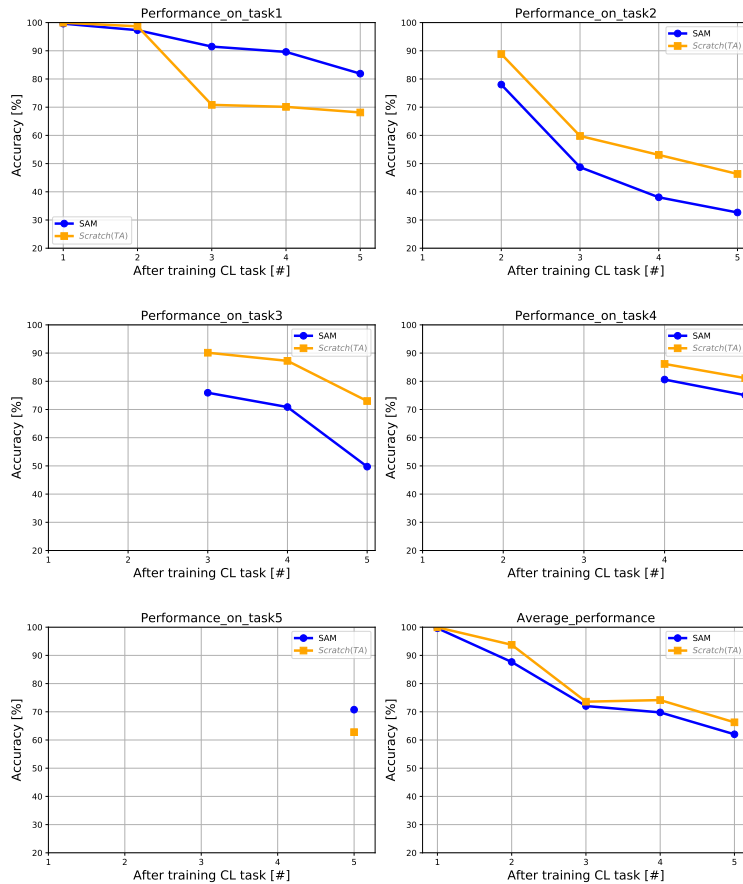 Performance_on_task1
Accuracy [%]
100
90
80
70
60
50
40
30
20
SAM
Scratch(TA)
1 2 3 4 5
After training CL task [#]
Performance_on_task2
Accuracy [%]
100
90
80
70
60
50
40
30
20
SAM
Scratch(TA)
1 2 3 4 5
After training CL task [#]
Performance_on_task3
Accuracy [%]
100
90
80
70
60
50
40
30
20
SAM
Scratch(TA)
1 2 3 4 5
After training CL task [#]
Performance_on_task4
Accuracy [%]
100
90
80
70
60
50
40
30
20
SAM
Scratch(TA)
1 2 3 4 5
After training CL task [#]
Performance_on_task5
Accuracy [%]
100
90
80
70
60
50
40
30
20
SAM
Scratch(TA)
1 2 3 4 5
After training CL task [#]
Average_performance
Accuracy [%]
100
90
80
70
60
50
40
30
20
SAM
Scratch(TA)
1 2 3 4 5
After training CL task [#]